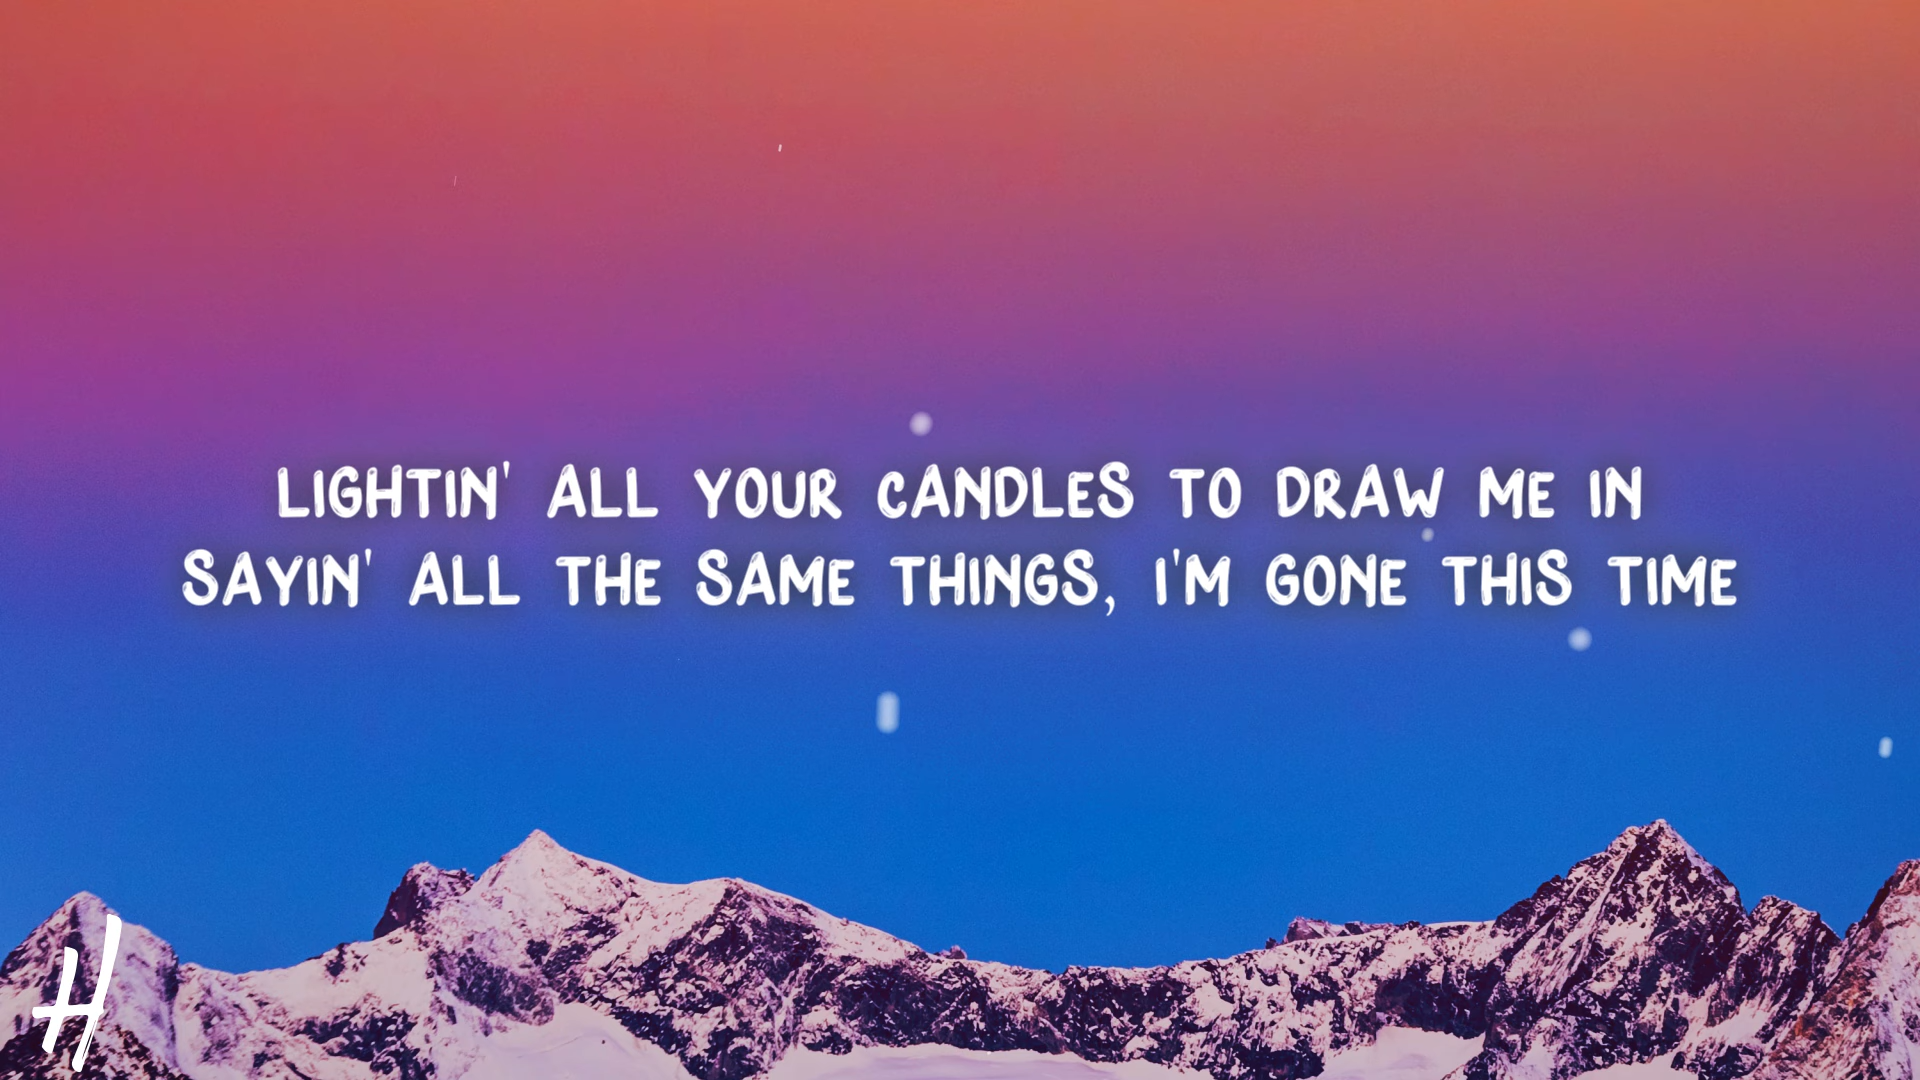 LIGHTIN' ALL YOUR CANDLES TO DRAW ME IN
SAYIN' ALL THE SAME THINGS, I'M GONE THIS TIME
H